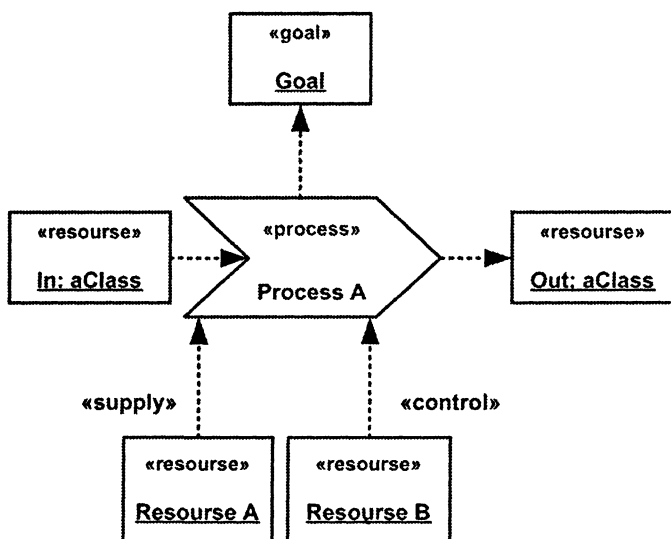 «goal»
Goal
«resourse»
In: aClass
«process»
Process A
«resourse»
Out: aClass
«supply»
«control»
«resourse»
Resourse A
«resourse»
Resourse B